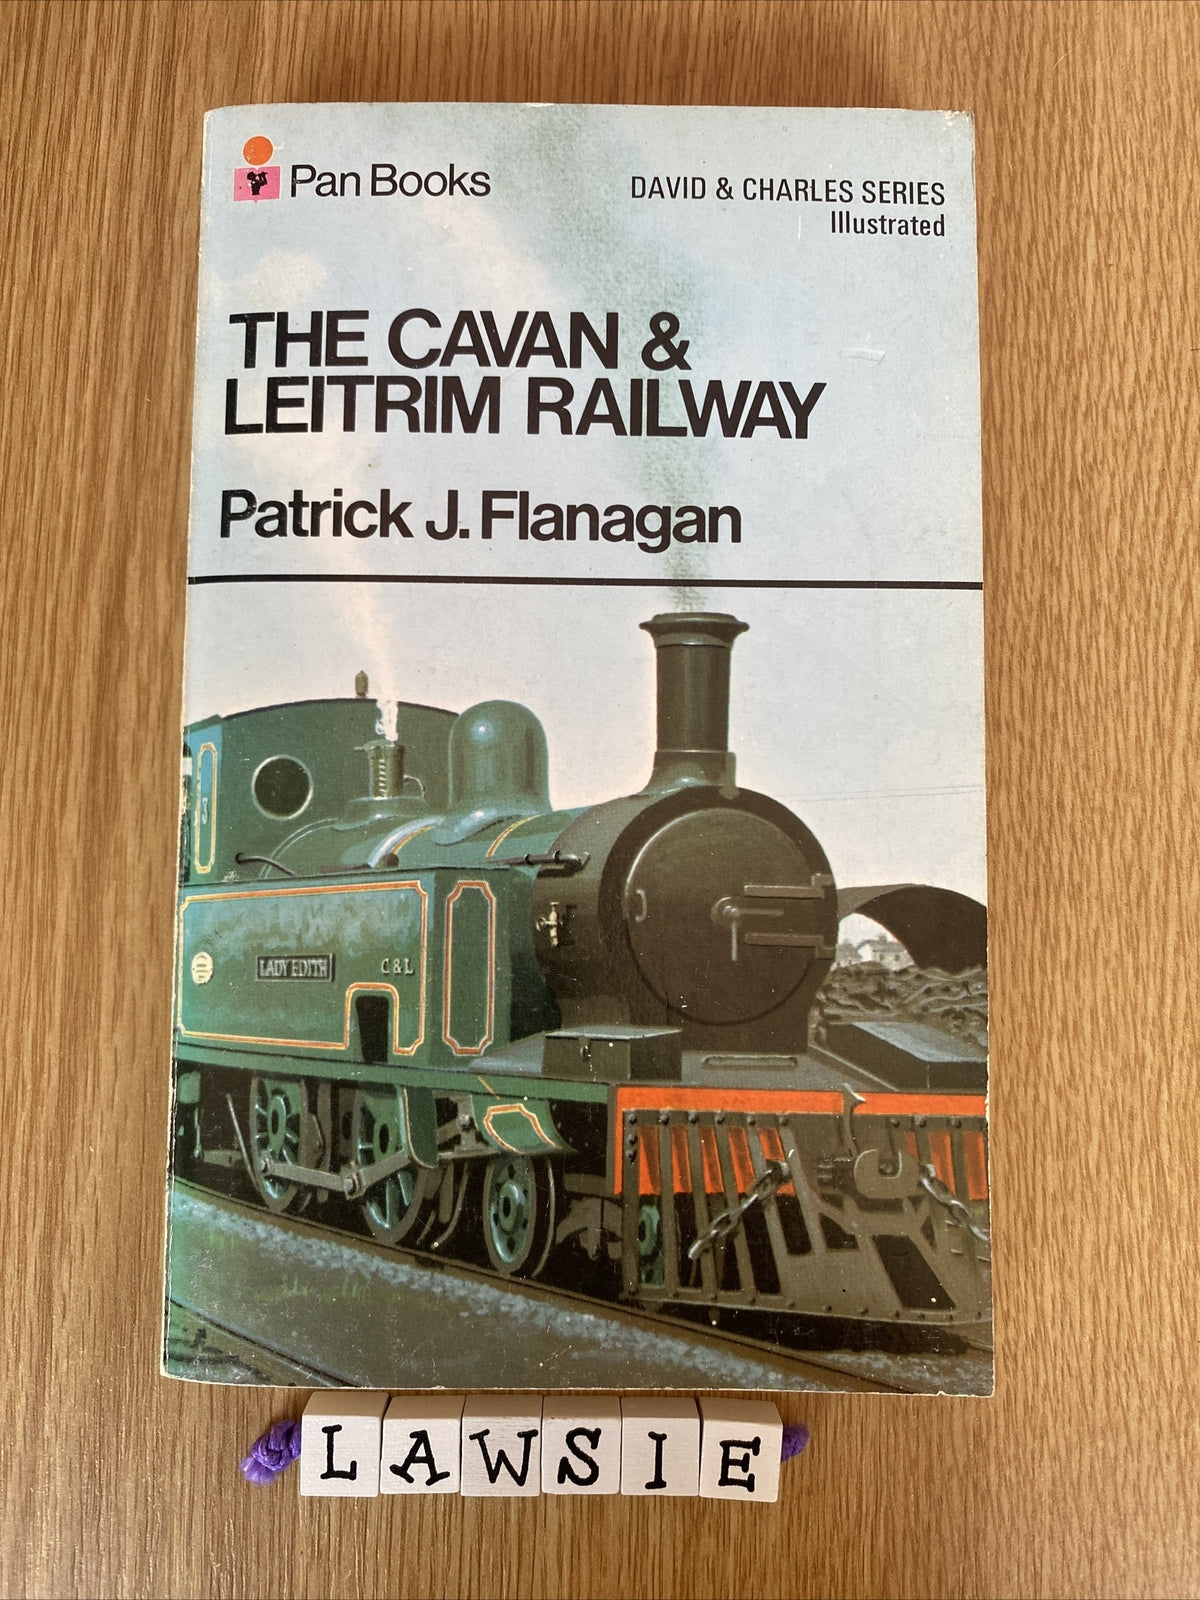 Pan Books
DAVID & CHARLES SERIES
Illustrated
THE CAVAN &
LEITRIM RAILWAY
Patrick J. Flanagan
LADY EDITH
C & L
LAWSIE